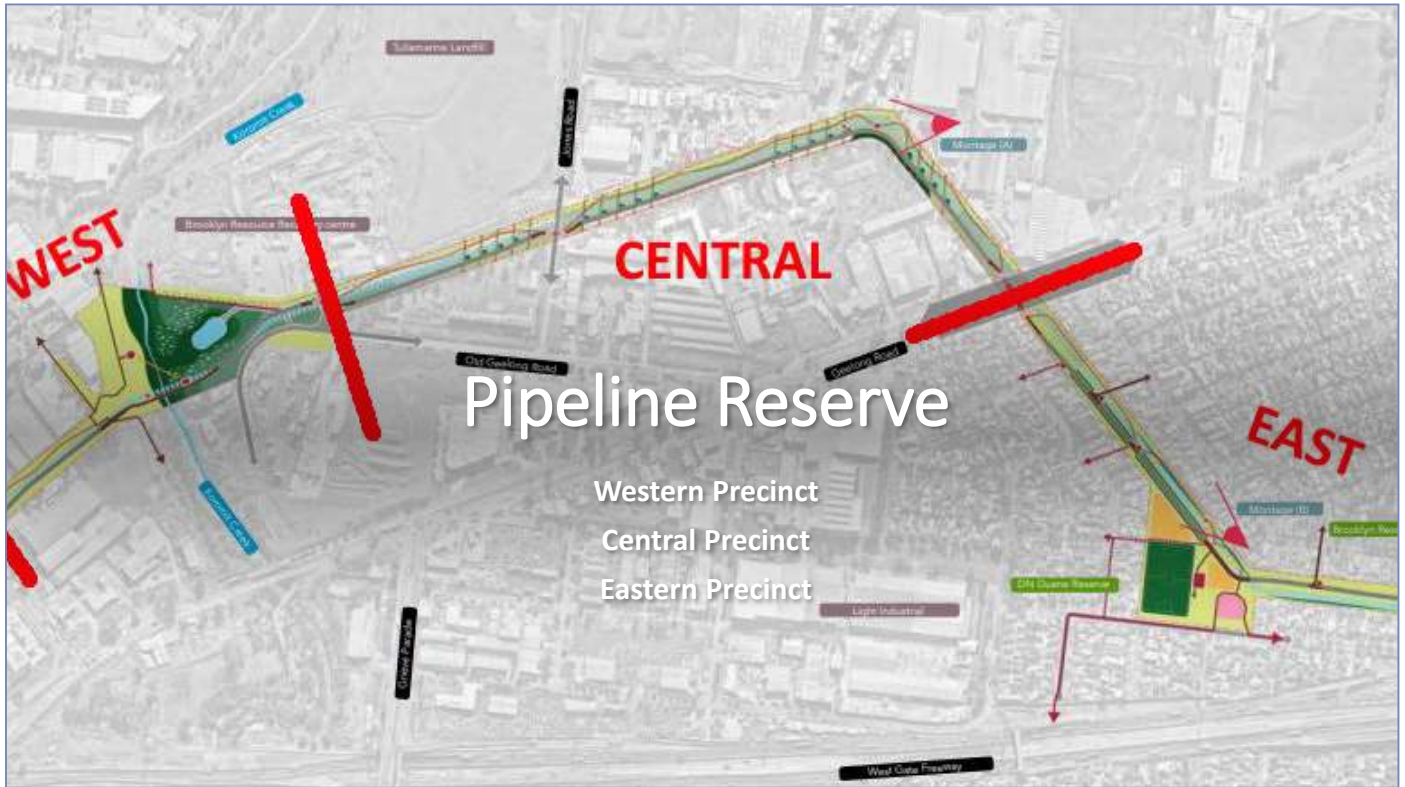 Tullamarine Landfill
Jones Road
Kororoit Creek
Montage (A)
WEST
Brooklyn Resource Recovery centre
CENTRAL
Old Geelong Road
Geelong Road
Pipeline Reserve
EAST
Western Precinct
Central Precinct
Eastern Precinct
Kororoit Creek
Montage (B)
Brooklyn
DN Duane Reserve
Light Industrial
Grieve Parade
West Gate Freeway